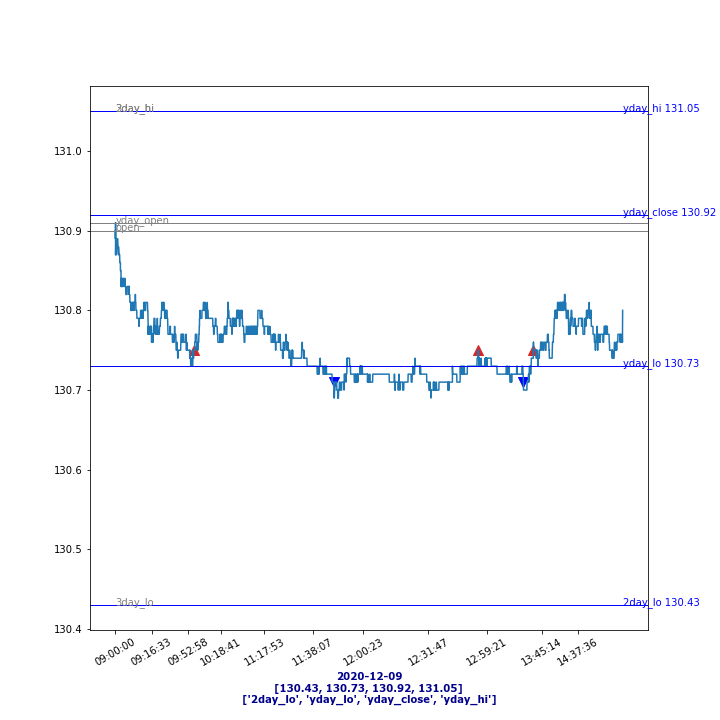 3day_hi
yday_hi 131.05
131.0
yday_close 130.92
yday_open
open
130.9
130.8
130.7
yday_lo 130.73
130.6
130.5
3day_lo
2day_lo 130.43
130.4
09:00:00
09:16:33
09:52:58
10:18:41
11:17:53
11:38:07
12:00:23
12:31:47
12:59:21
13:45:14
14:37:36
2020-12-09
[130.43, 130.73, 130.92, 131.05]
['2day_lo', 'yday_lo', 'yday_close', 'yday_hi']